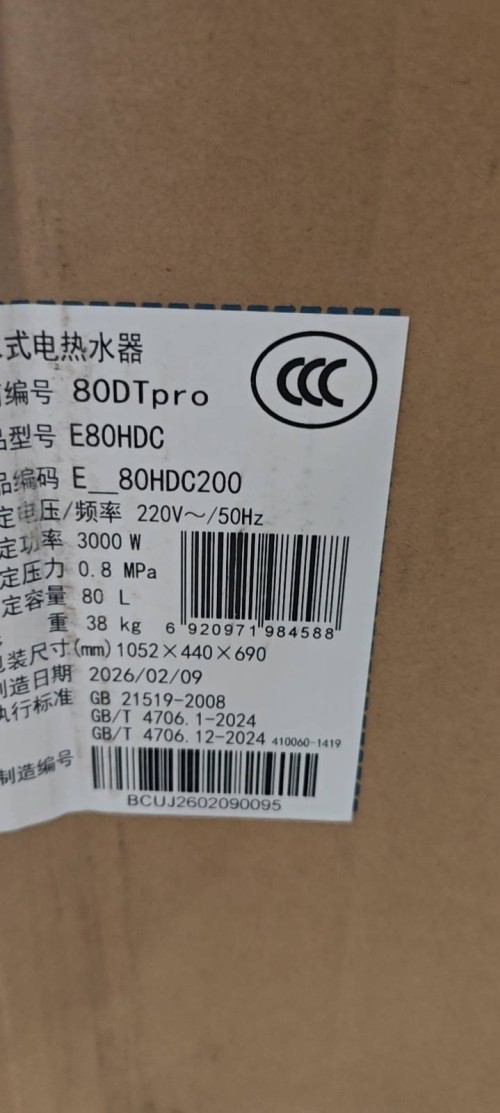 式电热水器
CCC
编号 80DTpro
型号 E80HDC
编码 E__80HDC200
定电压/频率 220V～/50Hz
定功率 3000 W
定压力 0.8 MPa
定容量 80 L
重 38 kg
6 920971 984588
包装尺寸(mm) 1052×440×690
制造日期 2026/02/09
执行标准 GB 21519-2008
GB/T 4706.1-2024
GB/T 4706.12-2024 410060-1419
制造编号
BCUJ2602090095